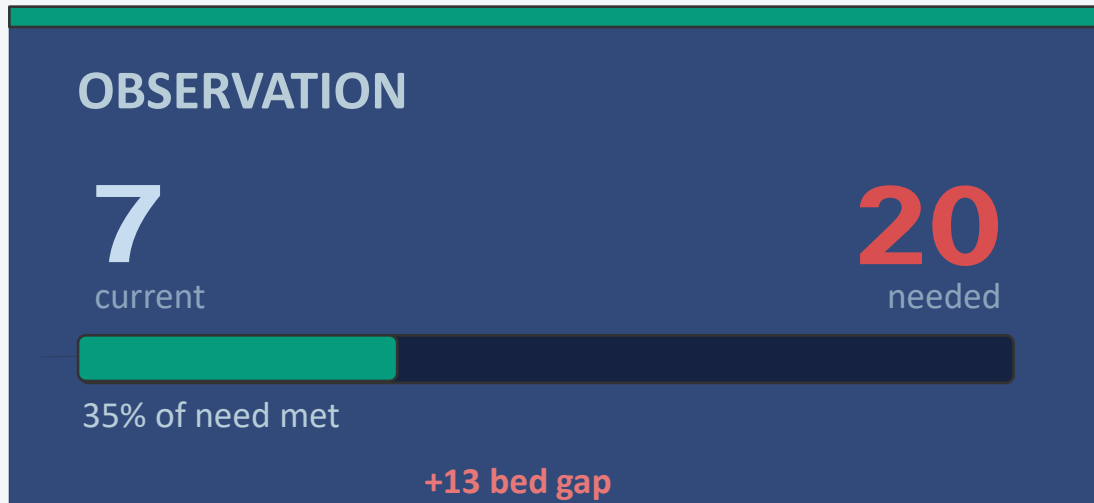 OBSERVATION
7 20
current needed
35% of need met
+13 bed gap